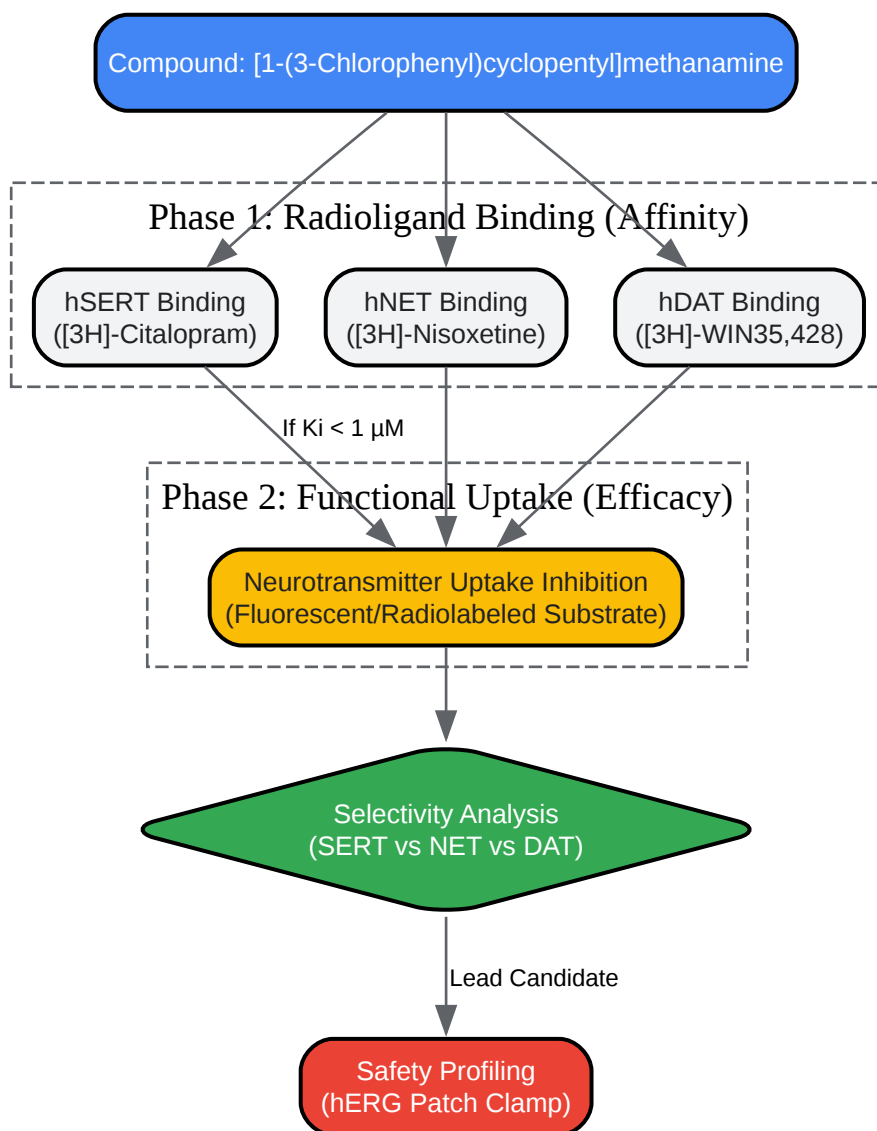 Compound: [1-(3-Chlorophenyl)cyclopentyl]methanamine
Phase 1: Radioligand Binding (Affinity)
hSERT Binding
([3H]-Citalopram)
hNET Binding
([3H]-Nisoxetine)
hDAT Binding
([3H]-WIN35,428)
If Ki < 1 µM
Phase 2: Functional Uptake (Efficacy)
Neurotransmitter Uptake Inhibition
(Fluorescent/Radiolabeled Substrate)
Selectivity Analysis
(SERT vs NET vs DAT)
Lead Candidate
Safety Profiling
(hERG Patch Clamp)